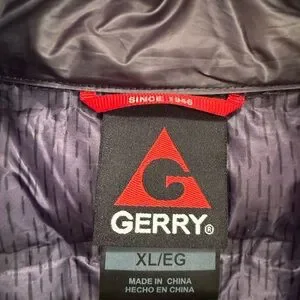 SINCE 1946
G
GERRY®
XL/EG
MADE IN CHINA
HECHO EN CHINA